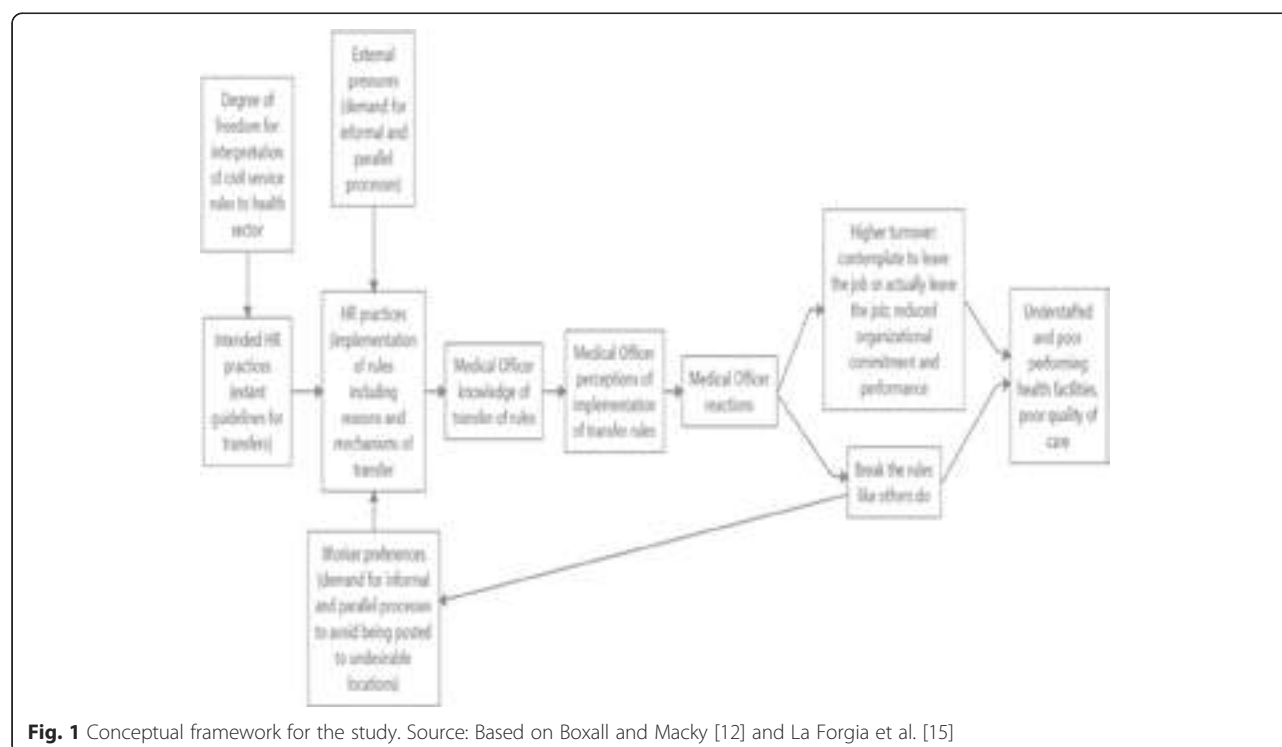 External
pressures
(demand for
informal and
parallel
processes)
Degree of
freedom for
interpretation
of civil service
rules to health
sector
Intended HR
practices
(extant
guidelines for
transfers)
HR practices
(implementation
of rules
including
reasons and
mechanisms of
transfer
Medical Officer
knowledge of
transfer of rules
Medical Officer
perceptions of
implementation
of transfer rules
Medical Officer
reactions
Higher turnover:
contemplate to leave
the job or actually leave
the job; reduced
organizational
commitment and
performance
Understaffed
and poor
performing
health facilities,
poor quality of
care
Break the rules
like others do
Worker preferences
(demand for informal
and parallel processes
to avoid being posted
to undesirable
locations)
Fig. 1 Conceptual framework for the study. Source: Based on Boxall and Macky [12] and La Forgia et al. [15]